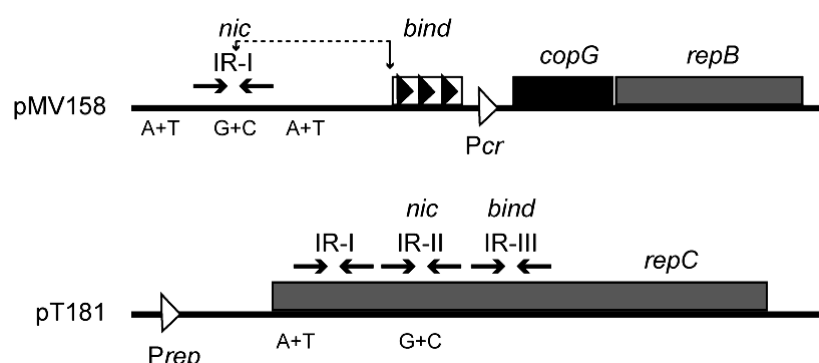 nic bind
IR-I copG repB
pMV158
A+T G+C A+T
Pcr
nic bind
IR-I IR-II IR-III repC
pT181
A+T G+C
Prep